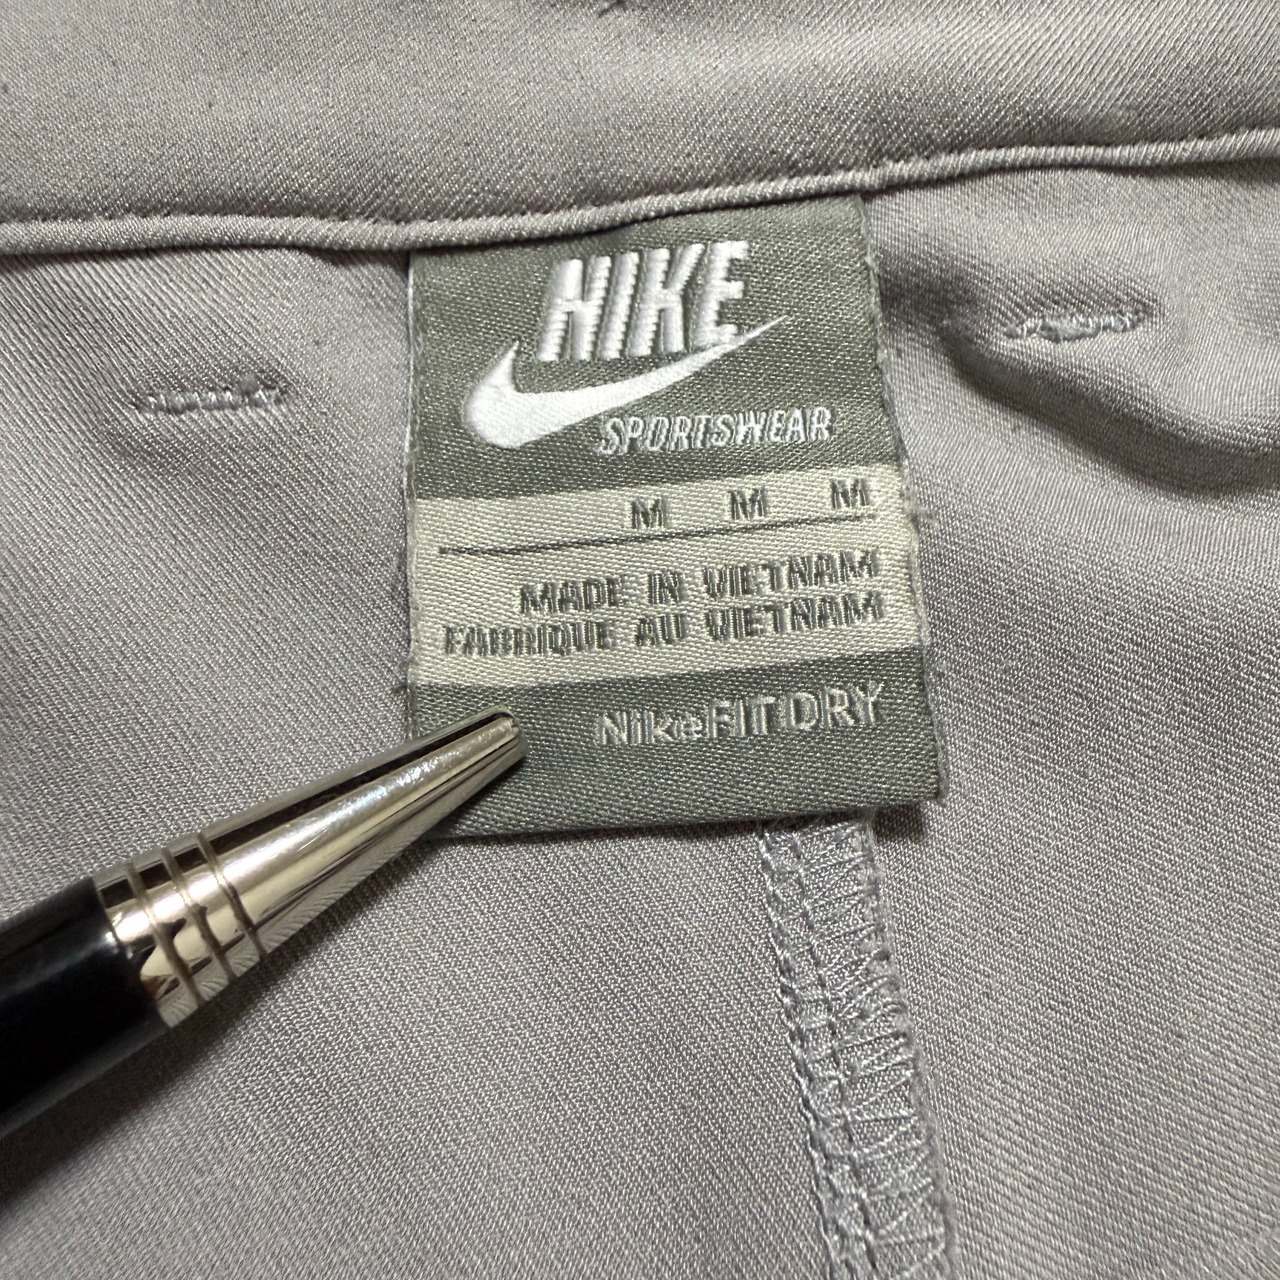 NIKE
SPORTSWEAR
M M M
MADE IN VIETNAM
FABRIQUE AU VIETNAM
NikeFIT DRY